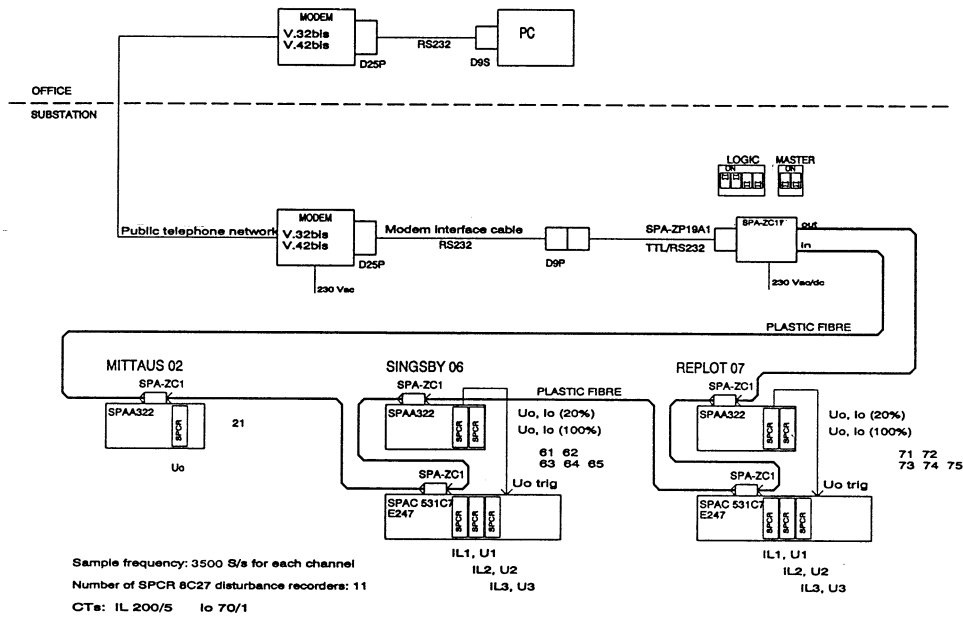 MODEM
V.32bis
V.42bis
D25P
RS232
D9S
PC
OFFICE
SUBSTATION
LOGIC
ON
MASTER
ON
Public telephone network
MODEM
V.32bis
V.42bis
D25P
230 Vac
Modem interface cable
RS232
D9P
SPA-ZP19A1
TTL/RS232
SPA-ZC17
out
in
230 Vac/dc
PLASTIC FIBRE
MITTAUS 02
SPA-ZC1
SPAA322
SPCR
21
Uo
SINGSBY 06
SPA-ZC1
SPAA322
SPCR
SPCR
PLASTIC FIBRE
Uo, Io (20%)
Uo, Io (100%)
61 62
63 64 65
SPA-ZC1
Uo trig
SPAC 531C7
E247
SPCR
SPCR
SPCR
IL1, U1
IL2, U2
IL3, U3
REPLOT 07
SPA-ZC1
SPAA322
SPCR
SPCR
Uo, Io (20%)
Uo, Io (100%)
71 72
73 74 75
SPA-ZC1
Uo trig
SPAC 531C7
E247
SPCR
SPCR
SPCR
IL1, U1
IL2, U2
IL3, U3
Sample frequency: 3500 S/s for each channel
Number of SPCR 8C27 disturbance recorders: 11
CTs: IL 200/5 Io 70/1